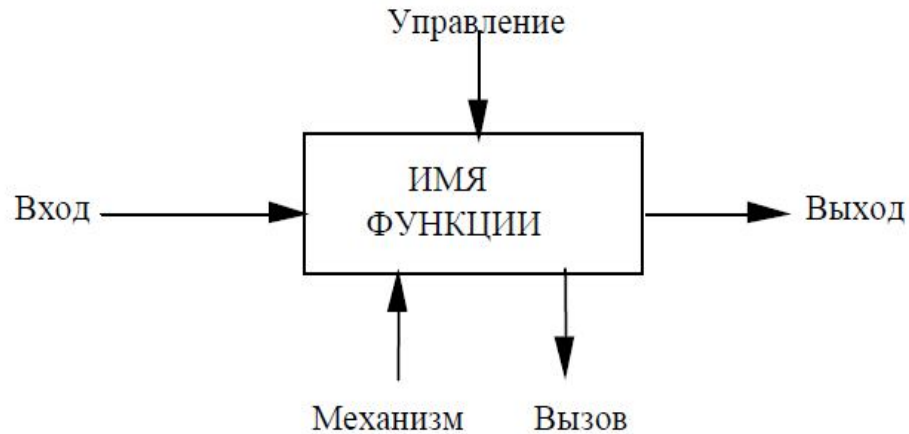 Управление
ИМЯ
ФУНКЦИИ
Вход
Выход
Механизм
Вызов